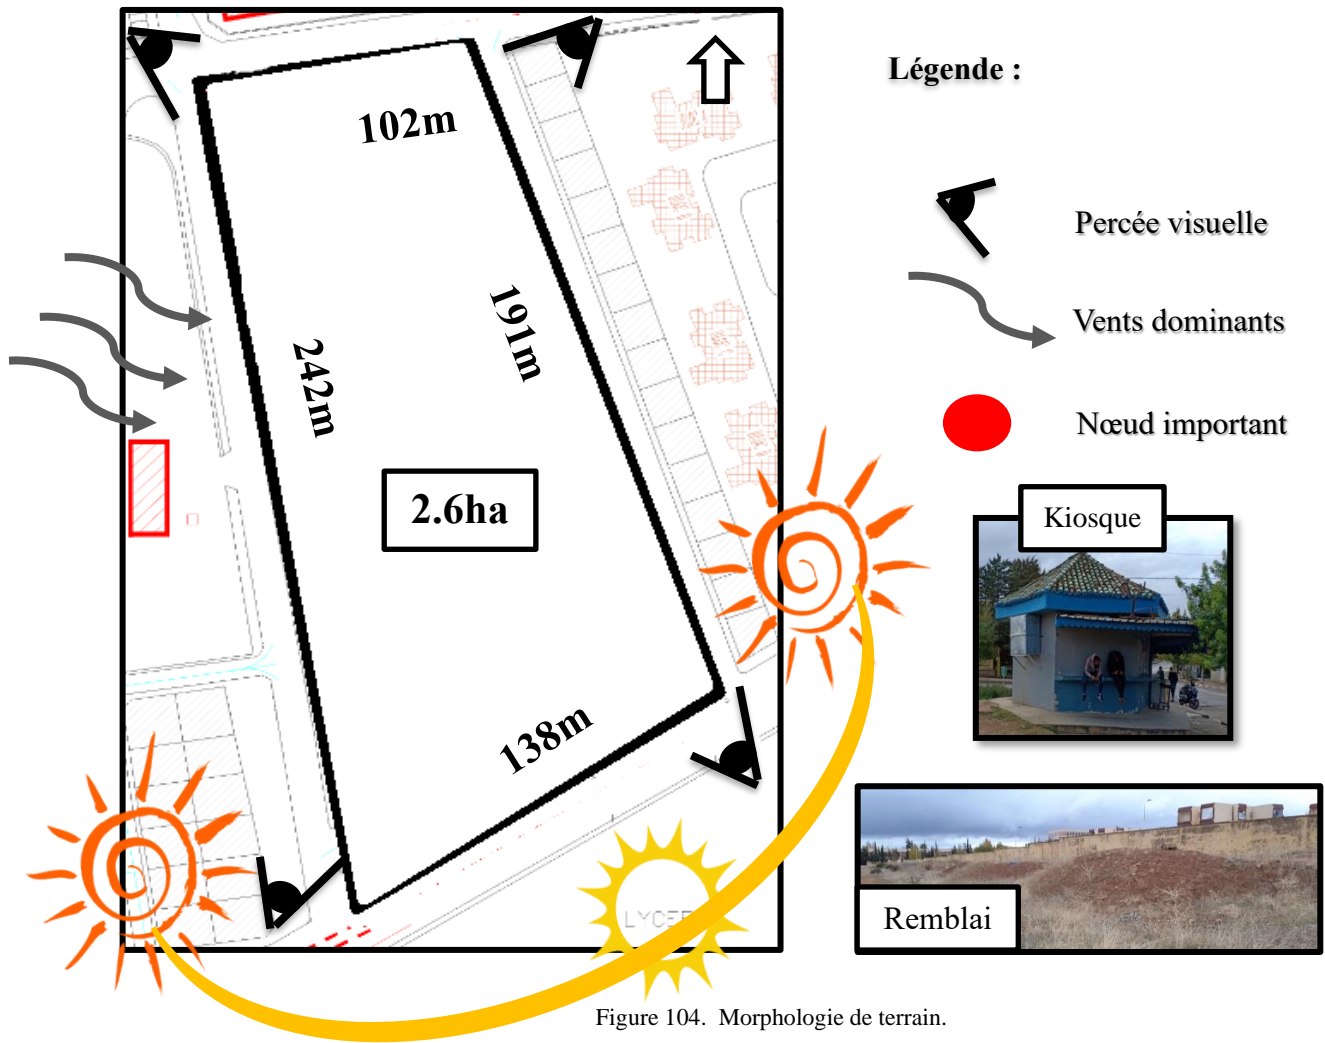 Légende :
102m
Percée visuelle
191m
Vents dominants
242m
Nœud important
2.6ha
Kiosque
138m
Remblai
LYCEE
Figure 104. Morphologie de terrain.